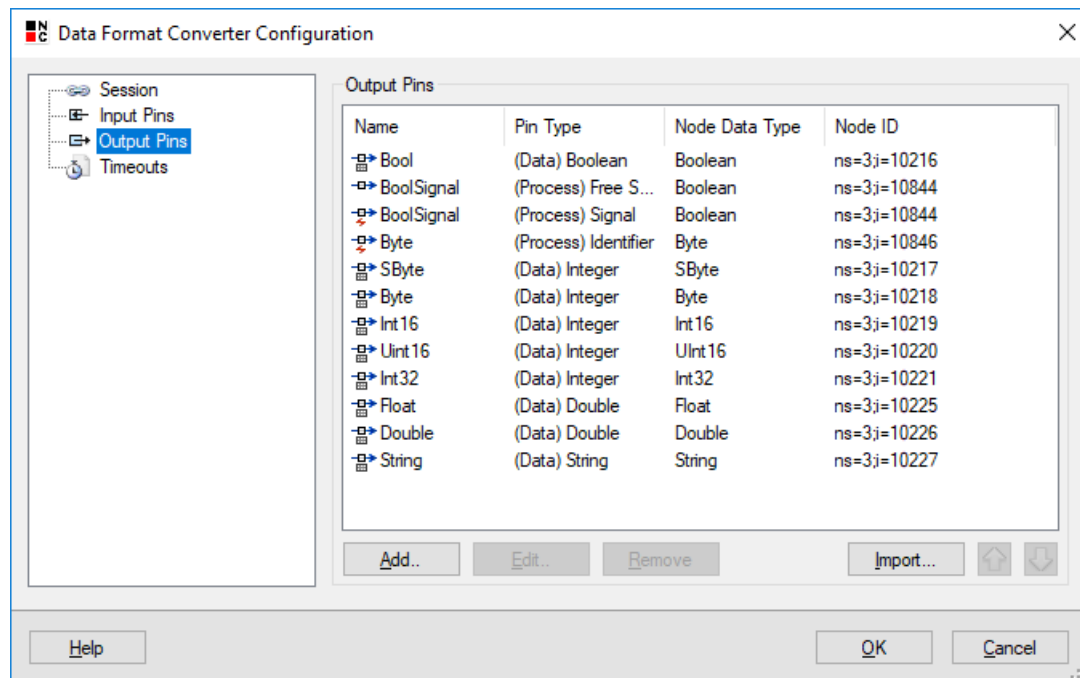 NC Data Format Converter Configuration
Session
Input Pins
Output Pins
Timeouts
Output Pins
Name Pin Type Node Data Type Node ID
Bool (Data) Boolean Boolean ns=3;i=10216
BoolSignal (Process) Free S... Boolean ns=3;i=10844
BoolSignal (Process) Signal Boolean ns=3;i=10844
Byte (Process) Identifier Byte ns=3;i=10846
SByte (Data) Integer SByte ns=3;i=10217
Byte (Data) Integer Byte ns=3;i=10218
Int16 (Data) Integer Int16 ns=3;i=10219
Uint16 (Data) Integer UInt16 ns=3;i=10220
Int32 (Data) Integer Int32 ns=3;i=10221
Float (Data) Double Float ns=3;i=10225
Double (Data) Double Double ns=3;i=10226
String (Data) String String ns=3;i=10227
Add.. Edit.. Remove Import...
Help OK Cancel